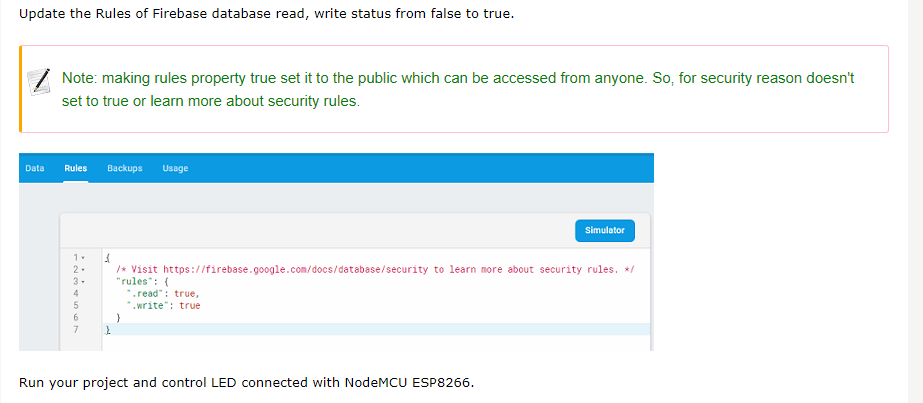 Update the Rules of Firebase database read, write status from false to true.
Note: making rules property true set it to the public which can be accessed from anyone. So, for security reason doesn't
set to true or learn more about security rules.
Data Rules Backups Usage
Simulator
1 {
2 /* Visit https://firebase.google.com/docs/database/security to learn more about security rules. */
3 "rules": {
4 ".read": true,
5 ".write": true
6 }
7 }
Run your project and control LED connected with NodeMCU ESP8266.